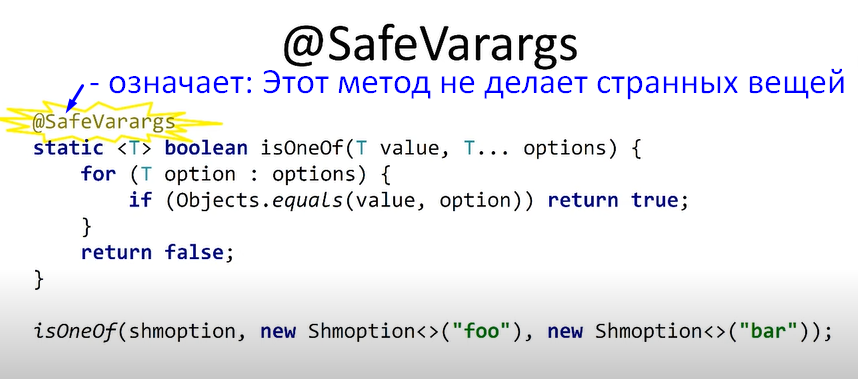 @SafeVarargs
- означает: Этот метод не делает странных вещей
@SafeVarargs
static <T> boolean isOneOf(T value, T... options) {
    for (T option : options) {
        if (Objects.equals(value, option)) return true;
    }
    return false;
}
isOneOf(shmoption, new Shmoption<>("foo"), new Shmoption<>("bar"));